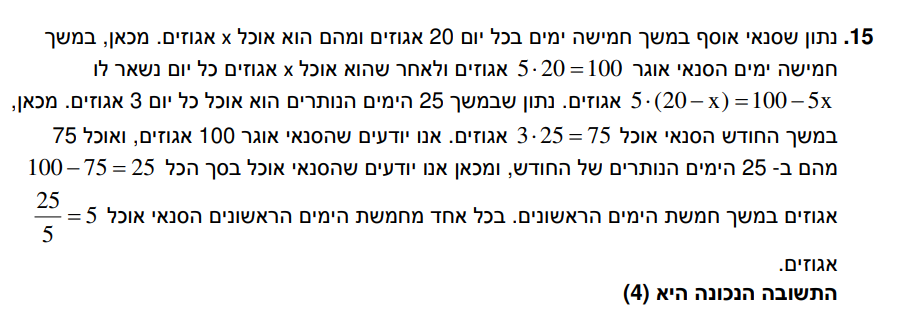 15. נתון שסנאי אוסף במשך חמישה ימים בכל יום 20 אגוזים ומהם הוא אוכל x אגוזים. מכאן, במשך
חמישה ימים הסנאי אוגר 5·20=100 אגוזים ולאחר שהוא אוכל x אגוזים כל יום נשאר לו
5·(20−x)=100−5x אגוזים. נתון שבמשך 25 הימים הנותרים הוא אוכל כל יום 3 אגוזים. מכאן,
במשך החודש הסנאי אוכל 3·25=75 אגוזים. אנו יודעים שהסנאי אוגר 100 אגוזים, ואוכל 75
מהם ב- 25 הימים הנותרים של החודש, ומכאן אנו יודעים שהסנאי אוכל בסך הכל 100−75=25
אגוזים במשך חמשת הימים הראשונים. בכל אחד מחמשת הימים הראשונים הסנאי אוכל 25/5=5
אגוזים.
התשובה הנכונה היא (4)